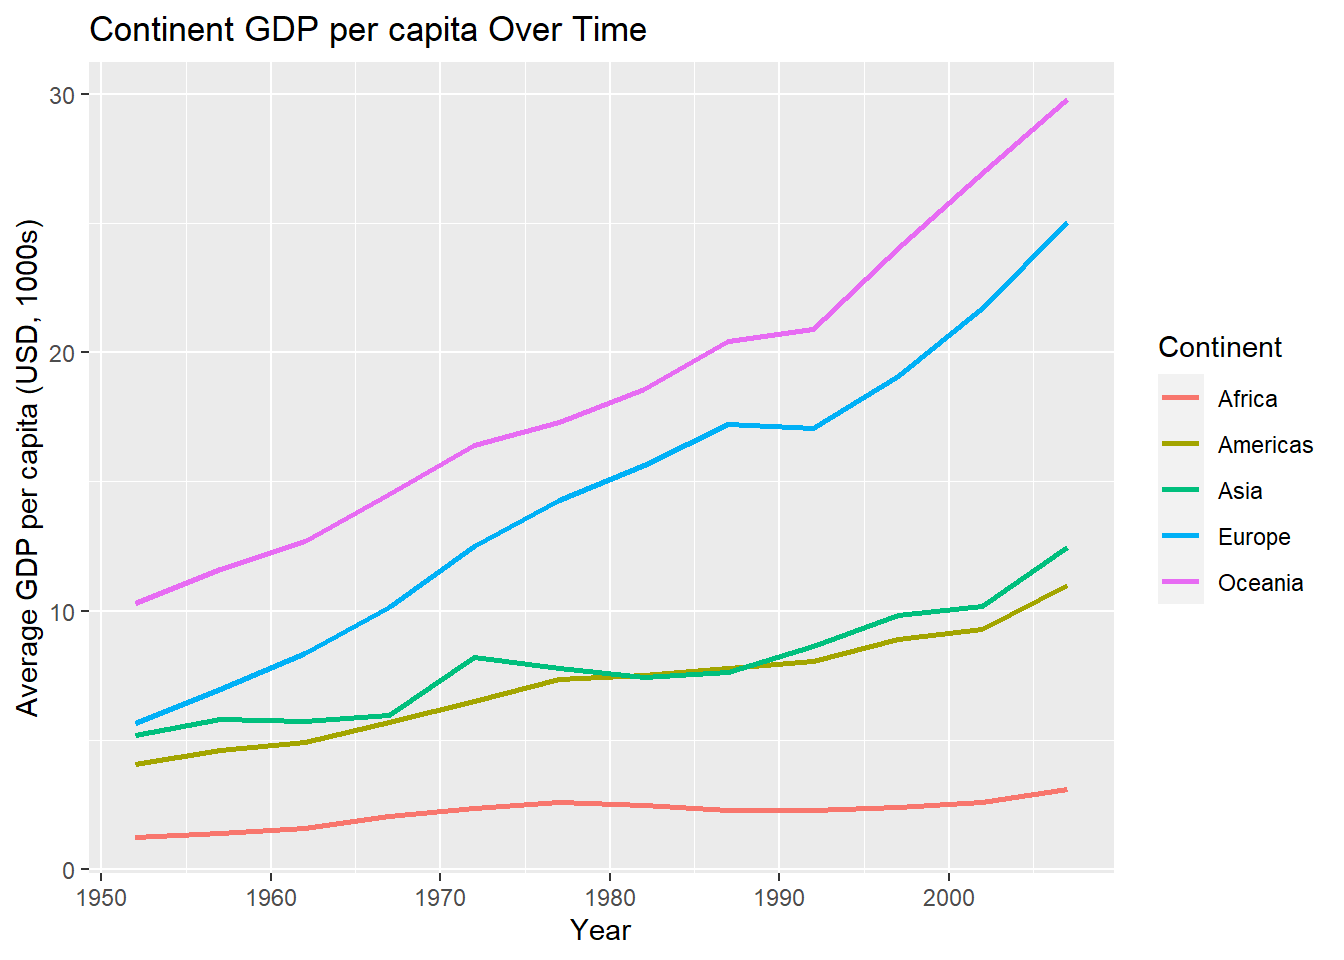 Continent GDP per capita Over Time
Average GDP per capita (USD, 1000s)
30
20
10
0
1950 1960 1970 1980 1990 2000
Year
Continent
Africa
Americas
Asia
Europe
Oceania